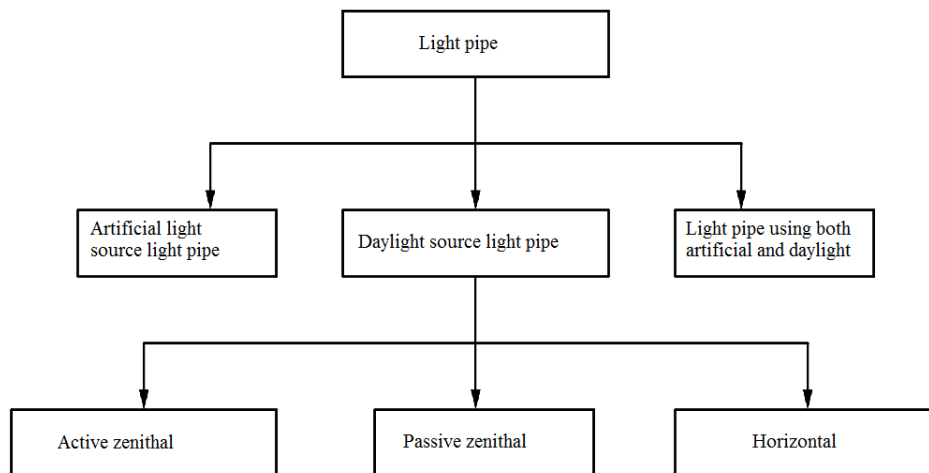 Light pipe
Artificial light
source light pipe
Daylight source light pipe
Light pipe using both
artificial and daylight
Active zenithal
Passive zenithal
Horizontal